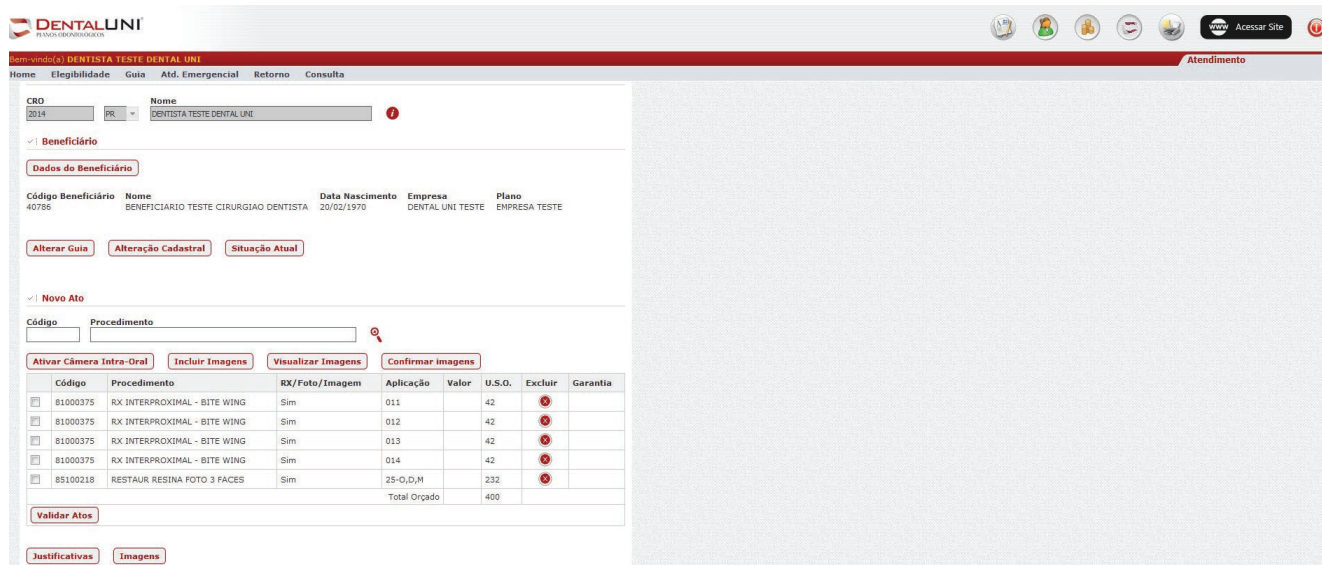 DENTALUNI
PLANOS ODONTOLÓGICOS
www Acessar Site
Bem-vindo(a) DENTISTA TESTE DENTAL UNI
Atendimento
Home Elegibilidade Guia Atd. Emergencial Retorno Consulta
CRO Nome
2014 PR DENTISTA TESTE DENTAL UNI
Beneficiário
Dados do Beneficiário
Código Beneficiário Nome Data Nascimento Empresa Plano
40786 BENEFICIARIO TESTE CIRURGIAO DENTISTA 20/02/1970 DENTAL UNI TESTE EMPRESA TESTE
Alterar Guia Alteração Cadastral Situação Atual
Novo Ato
Código Procedimento
Ativar Câmera Intra-Oral Incluir Imagens Visualizar Imagens Confirmar imagens
Código Procedimento RX/Foto/Imagem Aplicação Valor U.S.O. Excluir Garantia
81000375 RX INTERPROXIMAL - BITE WING Sim 011 42
81000375 RX INTERPROXIMAL - BITE WING Sim 012 42
81000375 RX INTERPROXIMAL - BITE WING Sim 013 42
81000375 RX INTERPROXIMAL - BITE WING Sim 014 42
85100218 RESTAUR RESINA FOTO 3 FACES Sim 25-O,D,M 232
Total Orçado 400
Validar Atos
Justificativas Imagens